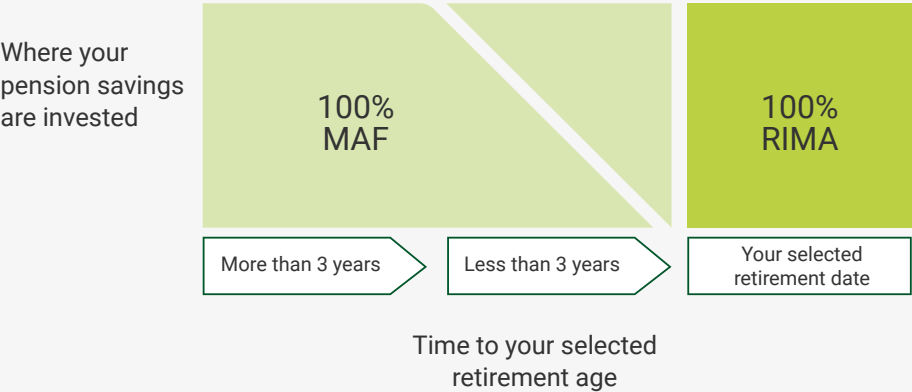 Where your
pension savings
are invested
100%
MAF
100%
RIMA
More than 3 years
Less than 3 years
Your selected
retirement date
Time to your selected
retirement age